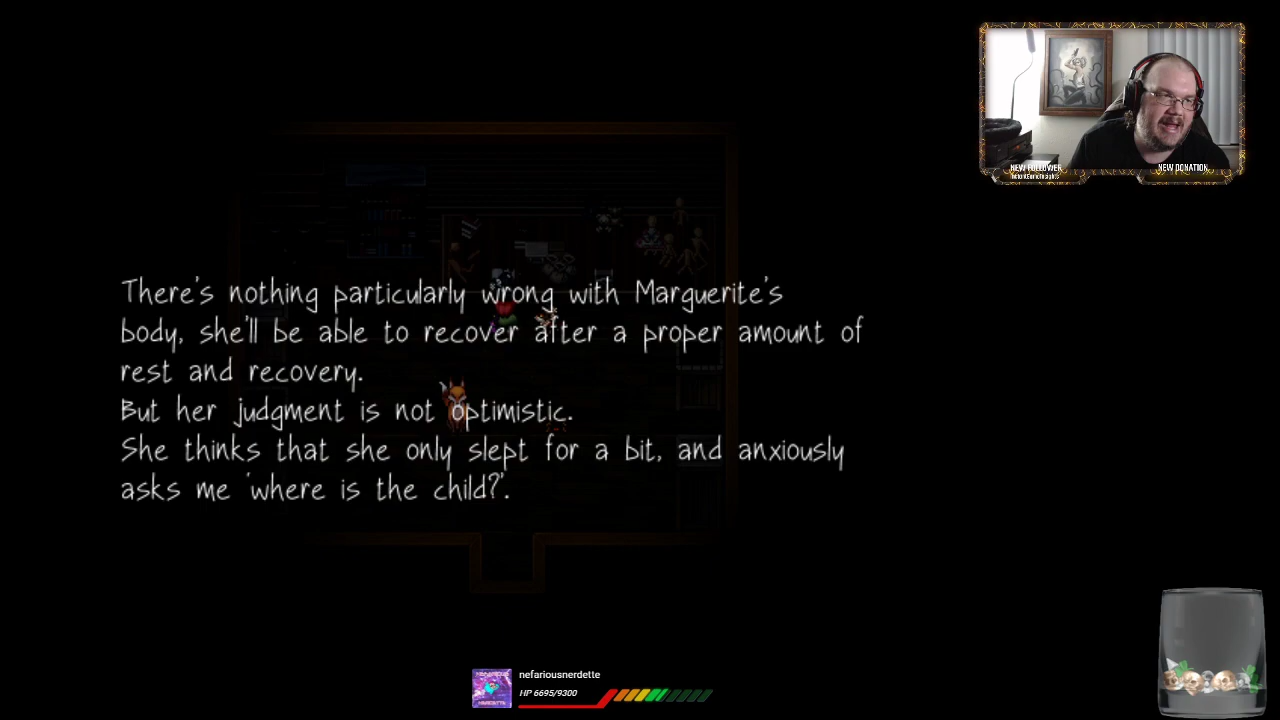 NEW FOLLOWER
NEW DONATION
There's nothing particularly wrong with Marguerite's
body, she'll be able to recover after a proper amount of
rest and recovery.
But her judgment is not optimistic.
She thinks that she only slept for a bit, and anxiously
asks me 'where is the child?'.
nefariousnerdette
HP 6695/9300